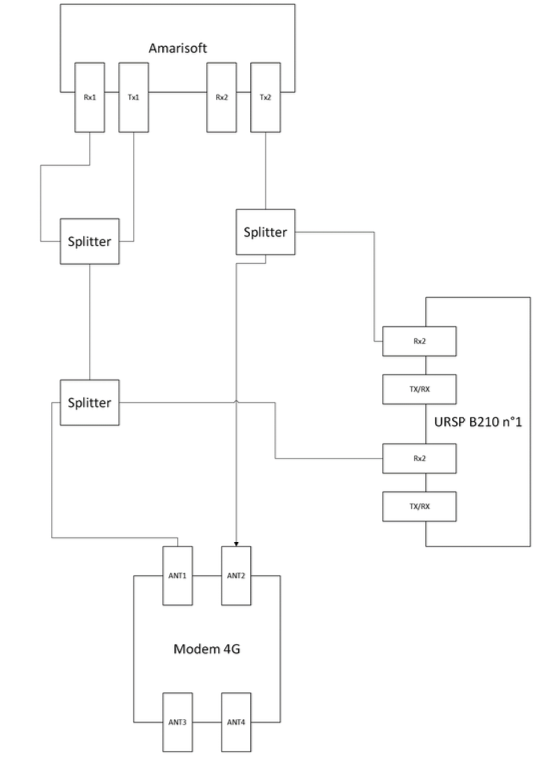 Amarisoft
Rx1
Tx1
Rx2
Tx2
Splitter
Splitter
Rx2
TX/RX
Splitter
URSP B210 n°1
Rx2
TX/RX
ANT1
ANT2
Modem 4G
ANT3
ANT4